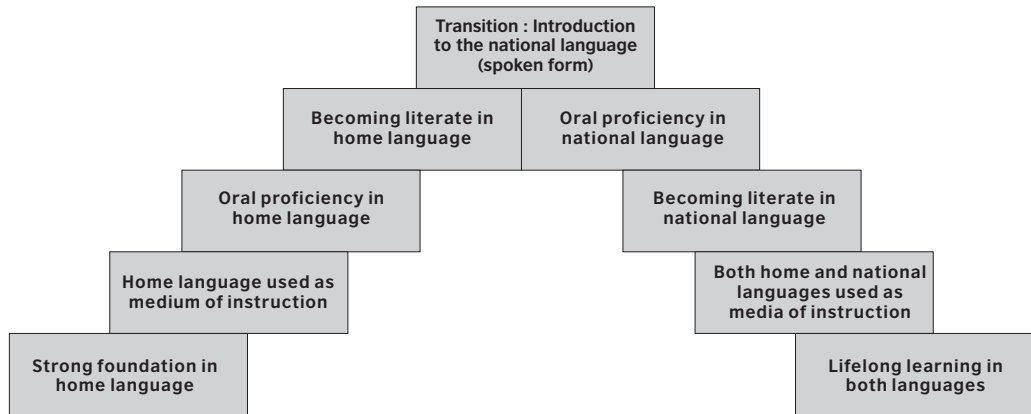 Transition : Introduction
to the national language
(spoken form)
Becoming literate in
home language
Oral proficiency in
national language
Oral proficiency in
home language
Becoming literate in
national language
Home language used as
medium of instruction
Both home and national
languages used as
media of instruction
Strong foundation in
home language
Lifelong learning in
both languages